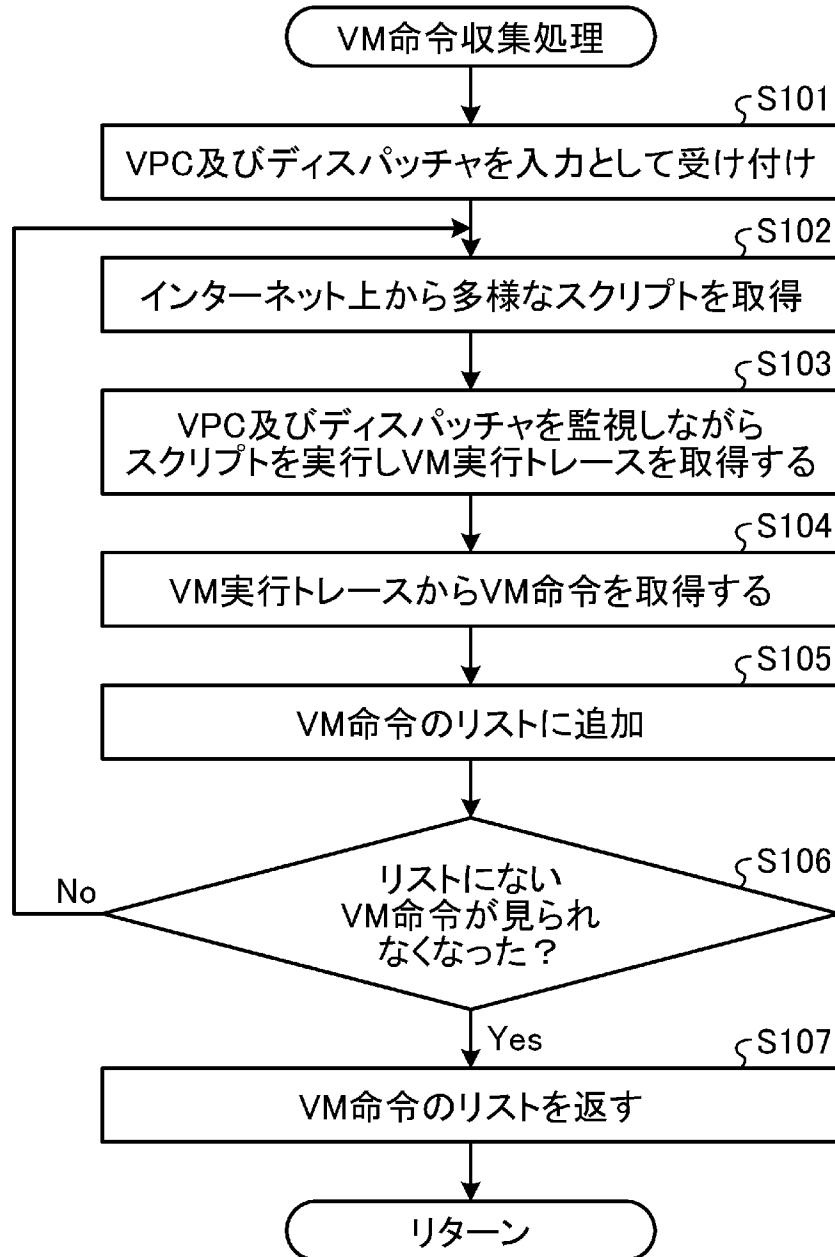 VM命令収集処理
S101
VPC及びディスパッチャを入力として受け付け
S102
インターネット上から多様なスクリプトを取得
S103
VPC及びディスパッチャを監視しながら
スクリプトを実行しVM実行トレースを取得する
S104
VM実行トレースからVM命令を取得する
S105
VM命令のリストに追加
S106
リストにない
VM命令が見られ
なくなった？
No
Yes
S107
VM命令のリストを返す
リターン